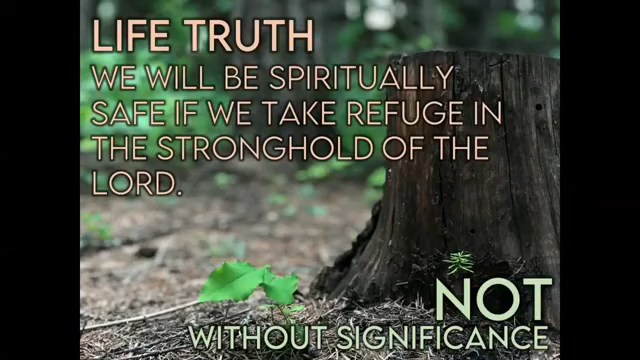 LIFE TRUTH
WE WILL BE SPIRITUALLY
SAFE IF WE TAKE REFUGE IN
THE STRONGHOLD OF THE
LORD.
NOT
WITHOUT SIGNIFICANCE